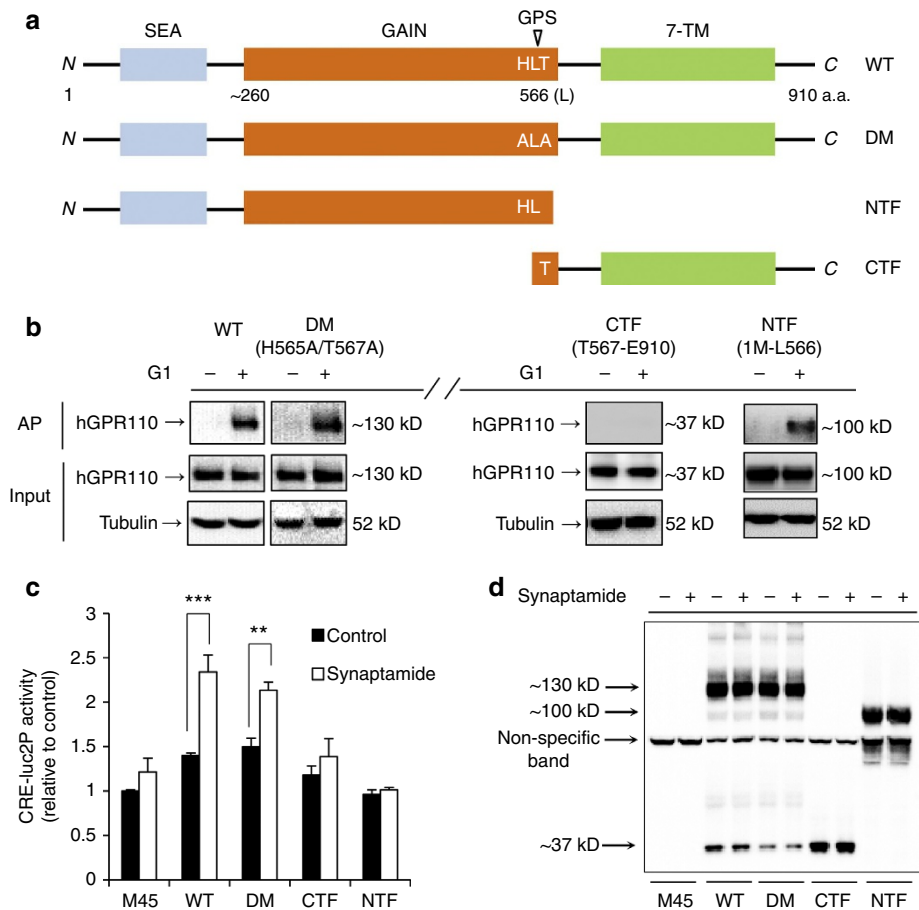 a
SEA GAIN GPS 7-TM
N HLT C WT
1 ~260 566 (L) 910 a.a.
N ALA C DM
N HL NTF
T C CTF
b
WT DM (H565A/T567A) CTF (T567-E910) NTF (1M-L566)
G1 – + – + G1 – + – +
AP hGPR110 → ~130 kD hGPR110 → ~37 kD ~100 kD
Input hGPR110 → ~130 kD hGPR110 → ~37 kD ~100 kD
Tubulin → 52 kD Tubulin → 52 kD 52 kD
c
CRE-luc2P activity
(relative to control)
3
2.5
2
1.5
1
0.5
0
*** **
Control
Synaptamide
M45 WT DM CTF NTF
d
Synaptamide – + – + – + – + – +
~130 kD
~100 kD
Non-specific
band
~37 kD
M45 WT DM CTF NTF